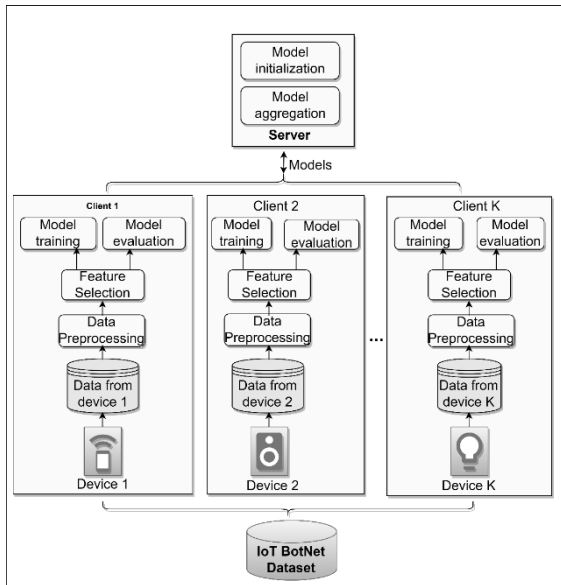 Model
initialization
Model
aggregation
Server
Models
Client 1
Model
training
Model
evaluation
Feature
Selection
Data
Preprocessing
Data from
device 1
Device 1
Client 2
Model
training
Model
evaluation
Feature
Selection
Data
Preprocessing
Data from
device 2
Device 2
...
Client K
Model
training
Model
evaluation
Feature
Selection
Data
Preprocessing
Data from
device K
Device K
IoT BotNet
Dataset